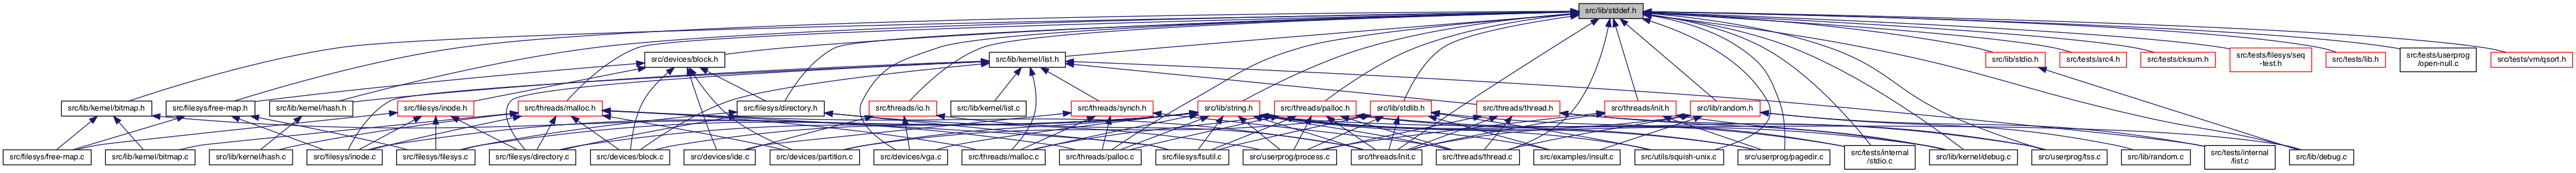 src/lib/stddef.h
src/devices/block.h
src/lib/kernel/list.h
src/lib/stdio.h
src/tests/arc4.h
src/tests/cksum.h
src/tests/filesys/seq
-test.h
src/tests/lib.h
src/tests/userprog
/open-null.c
src/tests/vm/qsort.h
src/lib/kernel/bitmap.h
src/filesys/free-map.h
src/lib/kernel/hash.h
src/filesys/inode.h
src/threads/malloc.h
src/filesys/directory.h
src/threads/io.h
src/lib/kernel/list.c
src/threads/synch.h
src/lib/string.h
src/threads/palloc.h
src/lib/stdlib.h
src/threads/thread.h
src/threads/init.h
src/lib/random.h
src/filesys/free-map.c
src/lib/kernel/bitmap.c
src/lib/kernel/hash.c
src/filesys/inode.c
src/filesys/filesys.c
src/filesys/directory.c
src/devices/block.c
src/devices/ide.c
src/devices/partition.c
src/devices/vga.c
src/threads/malloc.c
src/threads/palloc.c
src/filesys/fsutil.c
src/userprog/process.c
src/threads/init.c
src/threads/thread.c
src/examples/insult.c
src/utils/squish-unix.c
src/userprog/pagedir.c
src/tests/internal
/stdio.c
src/lib/kernel/debug.c
src/userprog/tss.c
src/lib/random.c
src/tests/internal
/list.c
src/lib/debug.c